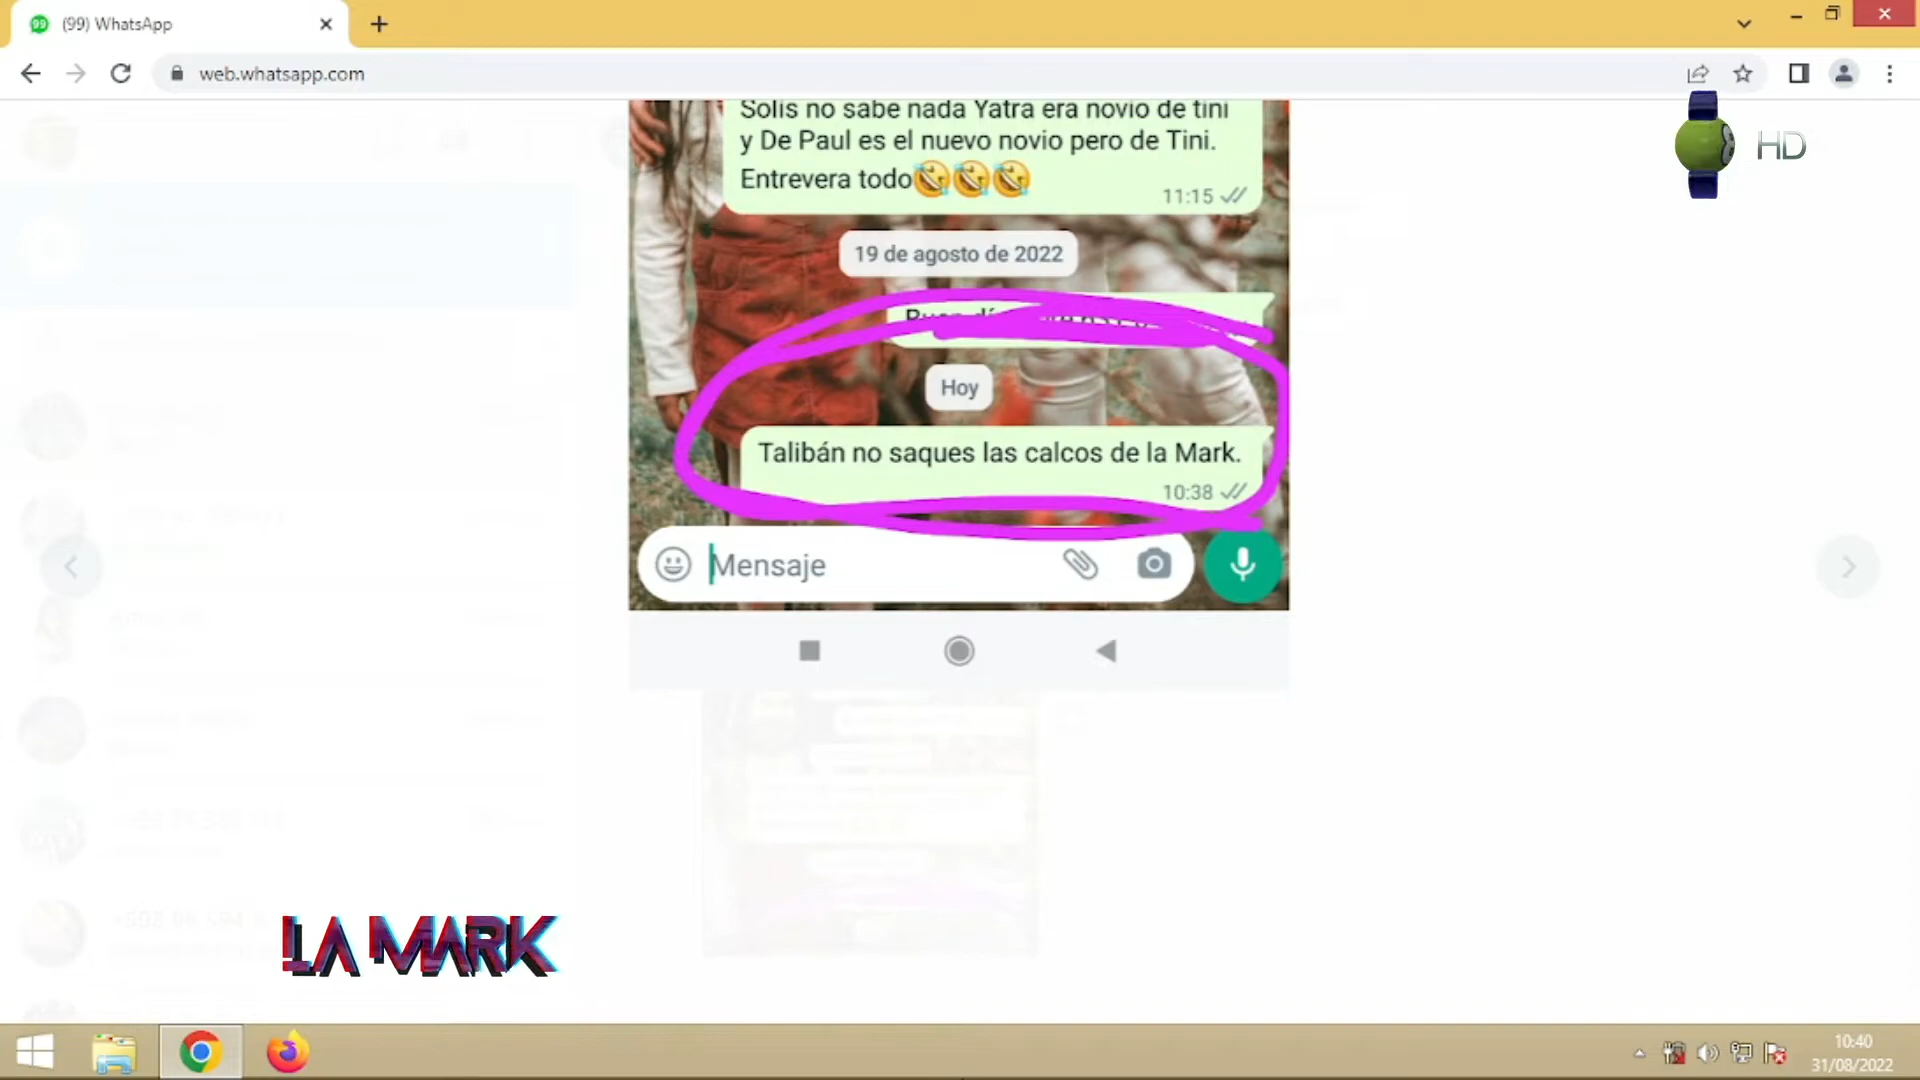 (99) WhatsApp
web.whatsapp.com
HD
Solis no sabe nada Yatra era novio de tini
y De Paul es el nuevo novio pero de Tini.
Entrevera todo🤣🤣🤣
11:15
19 de agosto de 2022
Hoy
Talibán no saques las calcos de la Mark.
10:38
Mensaje
LA MARK
10:40
31/08/2022